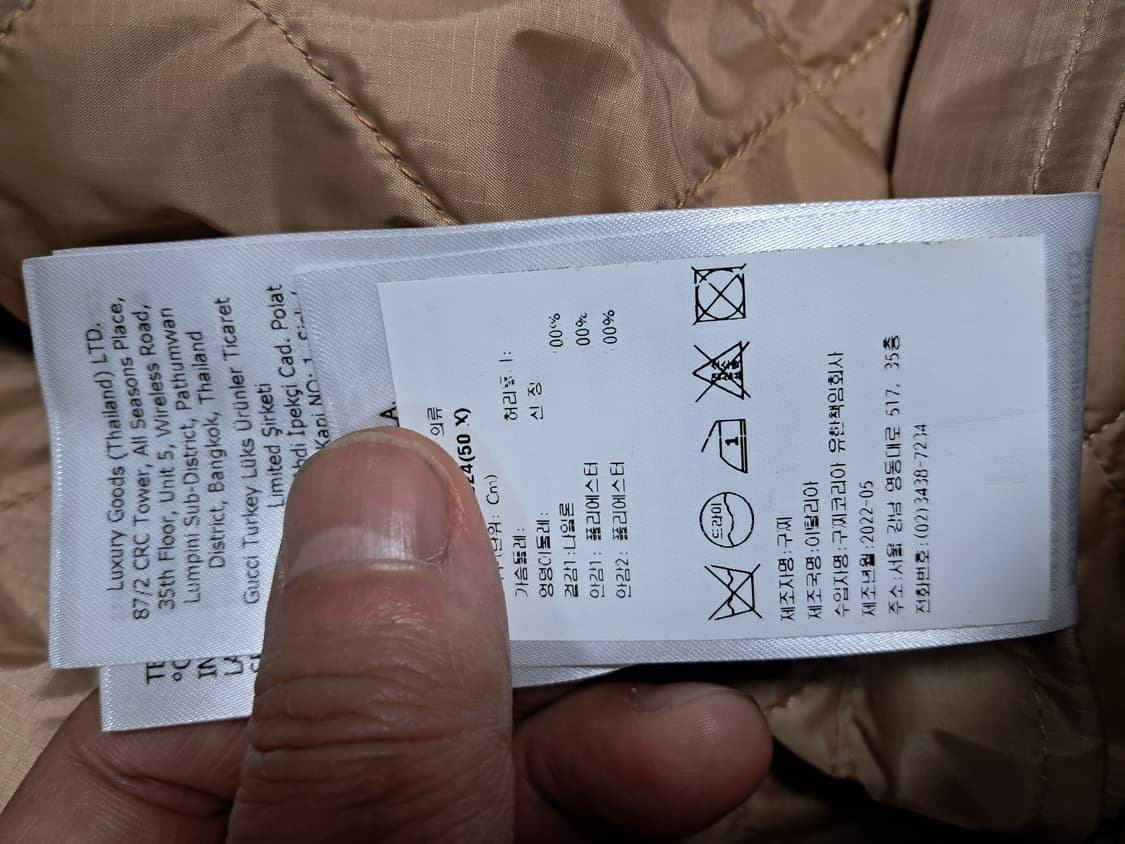 Luxury Goods (Thailand) LTD.
87/2 CRC Tower, All Seasons Place,
35th Floor, Unit 5, Wireless Road,
Lumpini Sub-District, Pathumwan
District, Bangkok, Thailand
Gucci Turkey Lüks Ürünler Ticaret
Limited Şirketi
İpekçi Cad. Polat
NO: 1
의류
24(50 X)
Cm)
가슴둘레:
허리둘레:
엉덩이둘레:
신장
겉감1:나일론 00%
안감1: 폴리에스터 00%
안감2: 폴리에스터 00%
드라이
1
제조자명:구찌
제조국명:이탈리아
수입자명:구찌코리아 유한책임회사
제조년월:2022-05
주소:서울 강남 영동대로 517, 35층
전화번호:(02)3438-7234